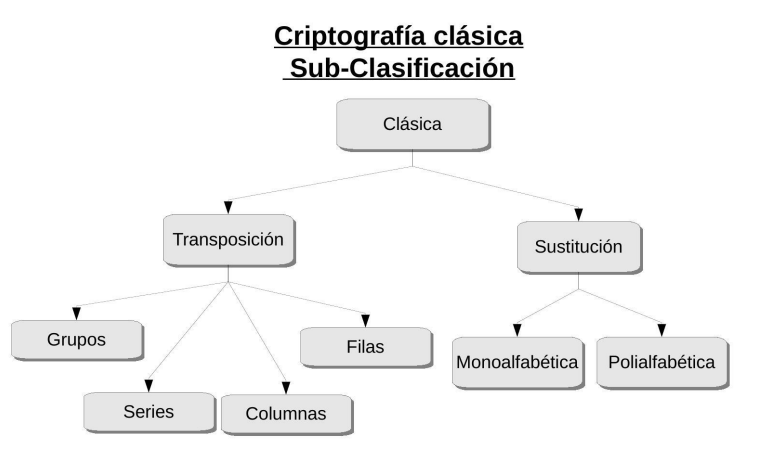 Criptografía clásica
Sub-Clasificación
Clásica
Transposición
Sustitución
Grupos
Filas
Monoalfabética
Polialfabética
Series
Columnas